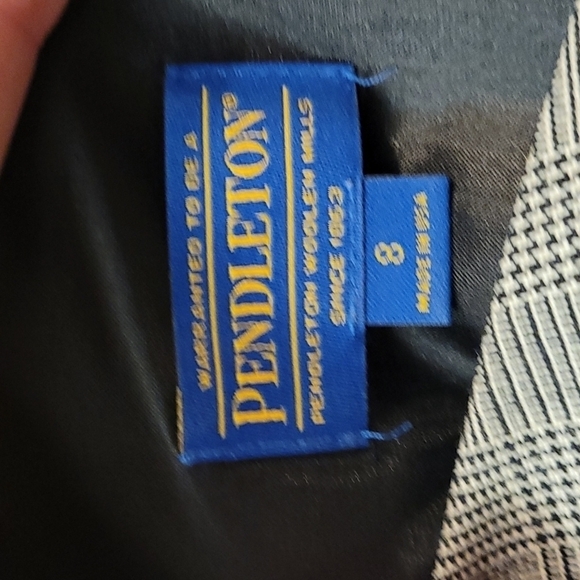 WARRANTED TO BE A
PENDLETON®
PENDLETON WOOLEN MILLS
SINCE 1863
8
MADE IN USA